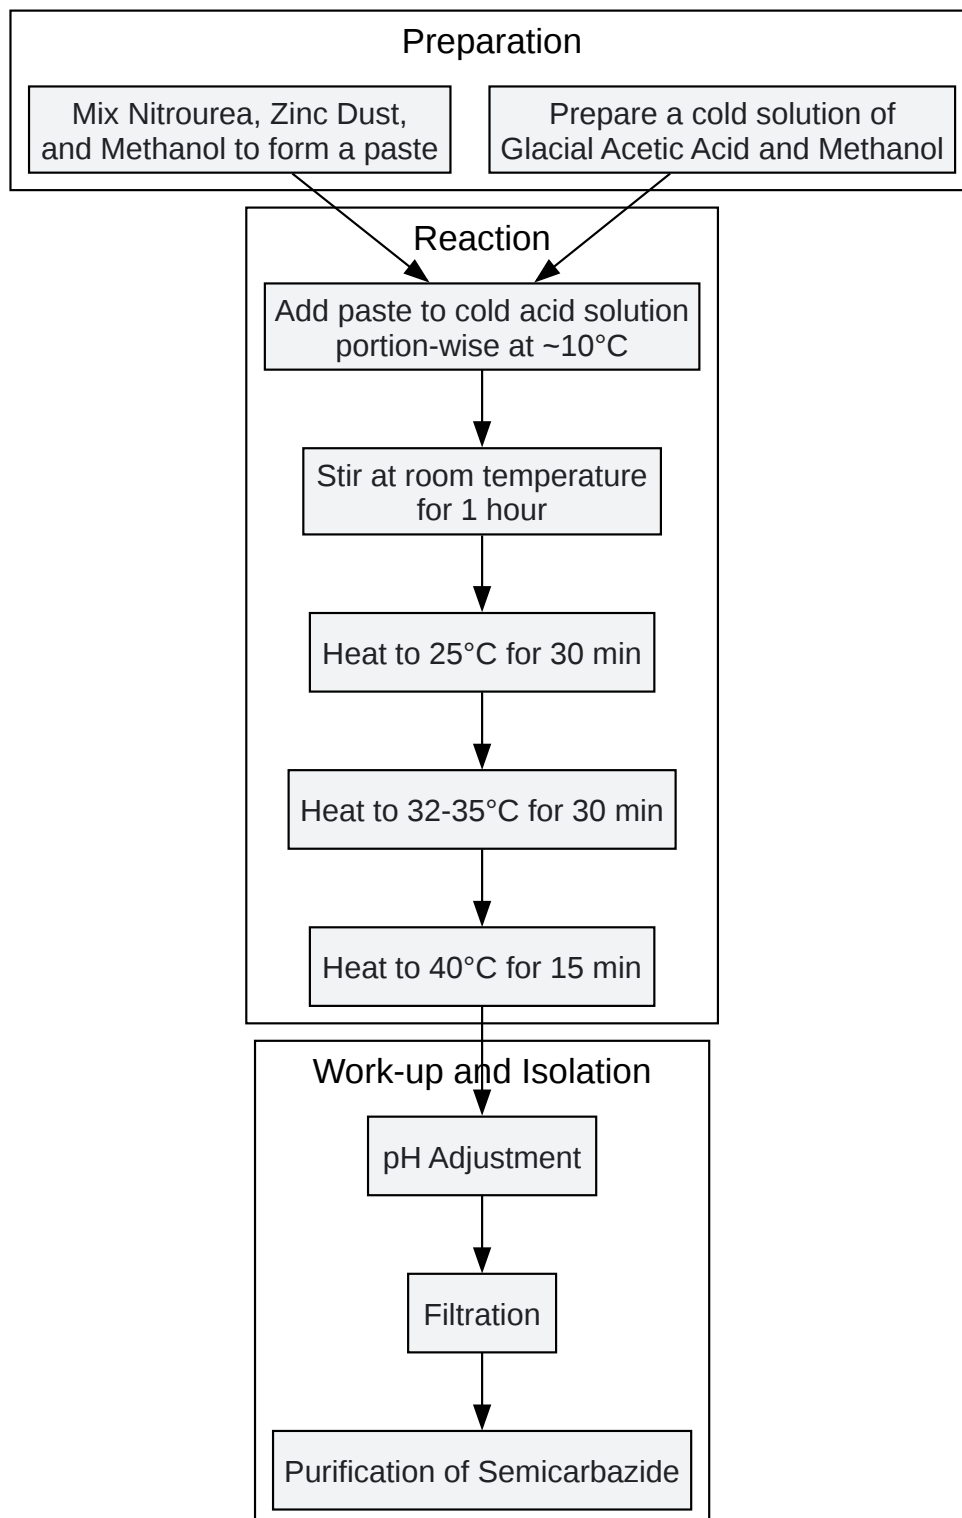 Preparation
Mix Nitrourea, Zinc Dust,
and Methanol to form a paste
Prepare a cold solution of
Glacial Acetic Acid and Methanol
Reaction
Add paste to cold acid solution
portion-wise at ~10°C
Stir at room temperature
for 1 hour
Heat to 25°C for 30 min
Heat to 32-35°C for 30 min
Heat to 40°C for 15 min
Work-up and Isolation
pH Adjustment
Filtration
Purification of Semicarbazide